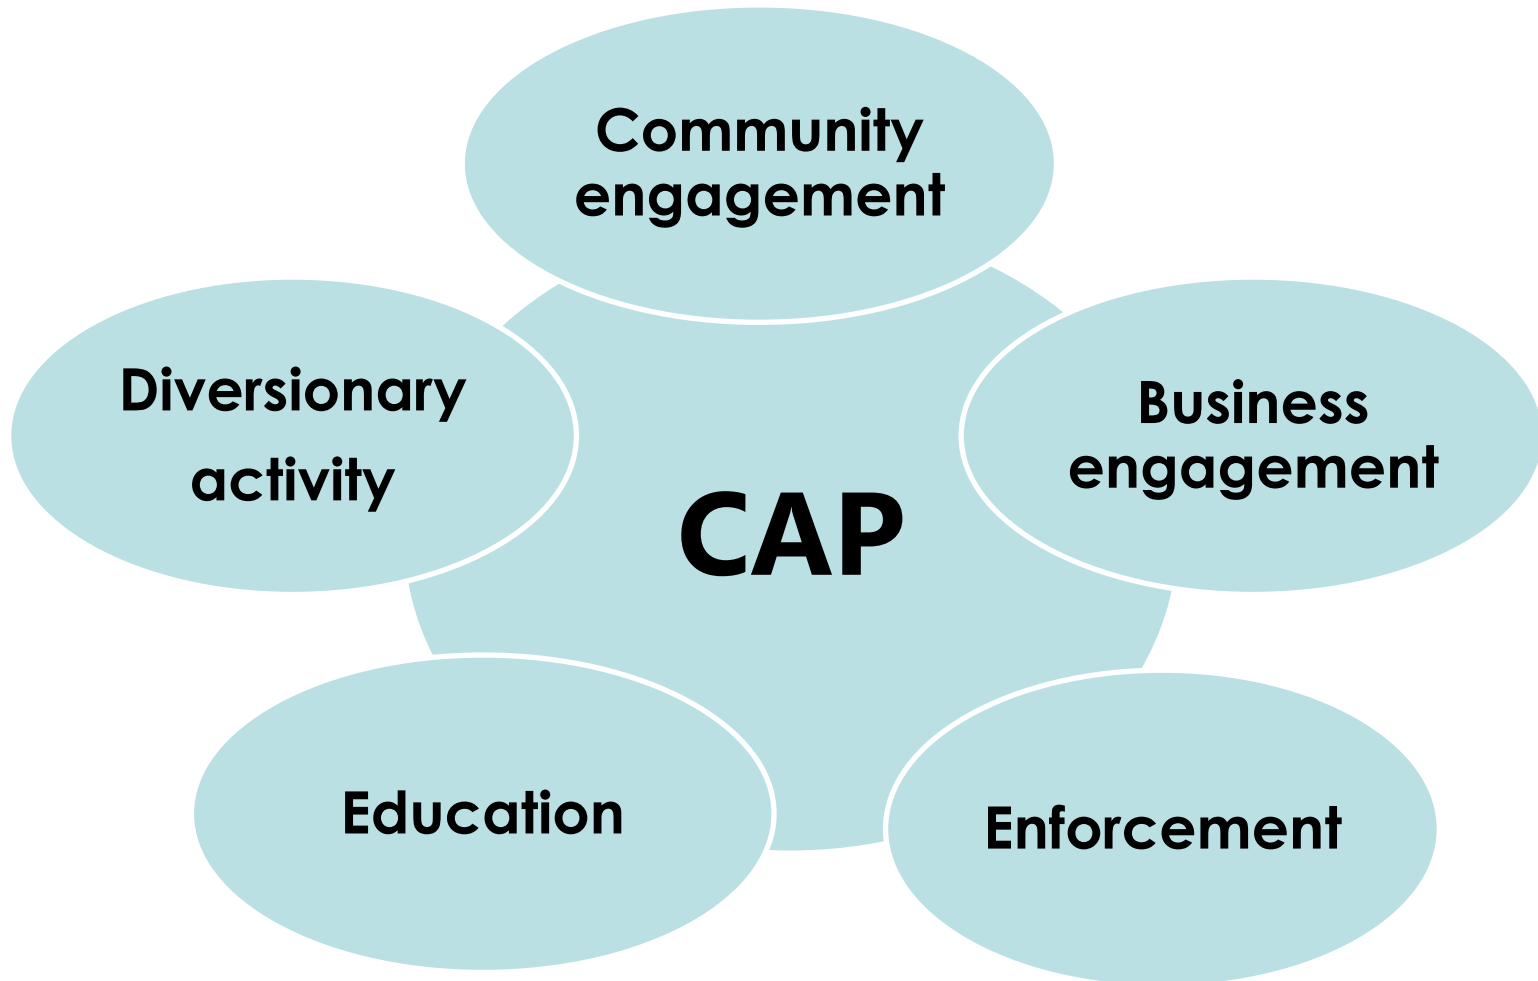 Community
engagement
Diversionary
activity
Business
engagement
CAP
Education
Enforcement